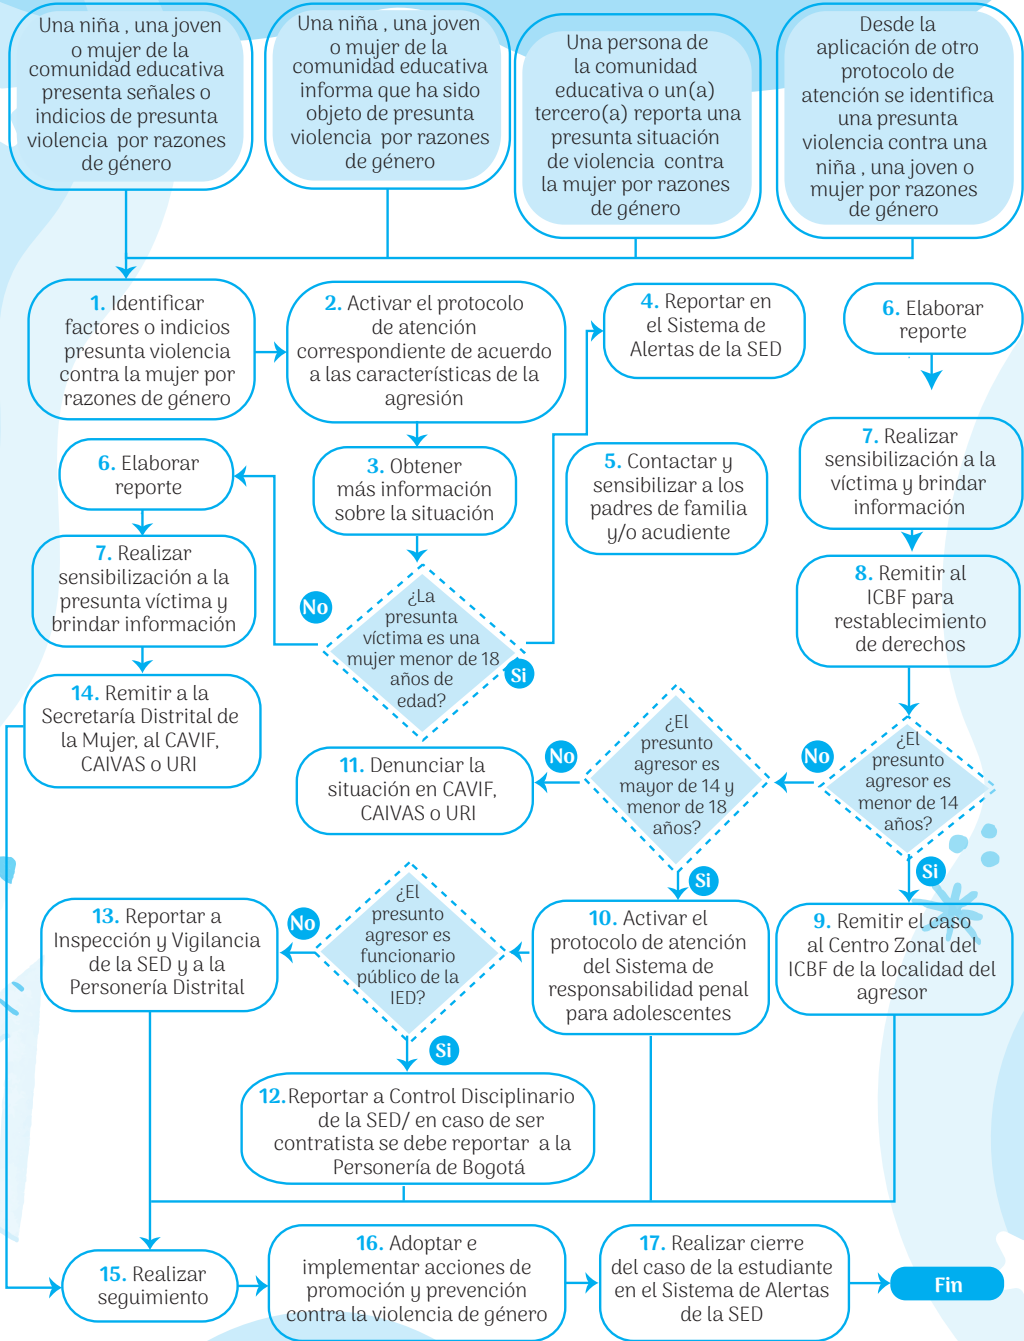 Una niña , una joven
o mujer de la
comunidad educativa
presenta señales o
indicios de presunta
violencia por razones
de género
Una niña , una joven
o mujer de la
comunidad educativa
informa que ha sido
objeto de presunta
violencia por razones
de género
Una persona de
la comunidad
educativa o un(a)
tercero(a) reporta una
presunta situación
de violencia contra
la mujer por razones
de género
Desde la
aplicación de otro
protocolo de
atención se identifica
una presunta
violencia contra una
niña , una joven o
mujer por razones
de género
1. Identificar
factores o indicios
presunta violencia
contra la mujer por
razones de género
2. Activar el protocolo
de atención
correspondiente de acuerdo
a las características de la
agresión
4. Reportar en
el Sistema de
Alertas de la SED
6. Elaborar
reporte
6. Elaborar
reporte
3. Obtener
más información
sobre la situación
5. Contactar y
sensibilizar a los
padres de familia
y/o acudiente
7. Realizar
sensibilización a la
víctima y brindar
información
7. Realizar
sensibilización a la
presunta víctima y
brindar información
No
¿La
presunta
víctima es una
mujer menor de 18
años de
edad?
Si
8. Remitir al
ICBF para
restablecimiento
de derechos
14. Remitir a la
Secretaría Distrital de
la Mujer, al CAVIF,
CAIVAS o URI
11. Denunciar la
situación en CAVIF,
CAIVAS o URI
No
¿El
presunto
agresor es
mayor de 14 y
menor de 18
años?
Si
No
¿El
presunto
agresor es
menor de 14
años?
Si
13. Reportar a
Inspección y Vigilancia
de la SED y a la
Personería Distrital
No
¿El
presunto
agresor es
funcionario
público de la
IED?
Si
10. Activar el
protocolo de atención
del Sistema de
responsabilidad penal
para adolescentes
9. Remitir el caso
al Centro Zonal del
ICBF de la localidad del
agresor
12.Reportar a Control Disciplinario
de la SED/ en caso de ser
contratista se debe reportar a la
Personería de Bogotá
15. Realizar
seguimiento
16. Adoptar e
implementar acciones de
promoción y prevención
contra la violencia de género
17. Realizar cierre
del caso de la estudiante
en el Sistema de Alertas
de la SED
Fin